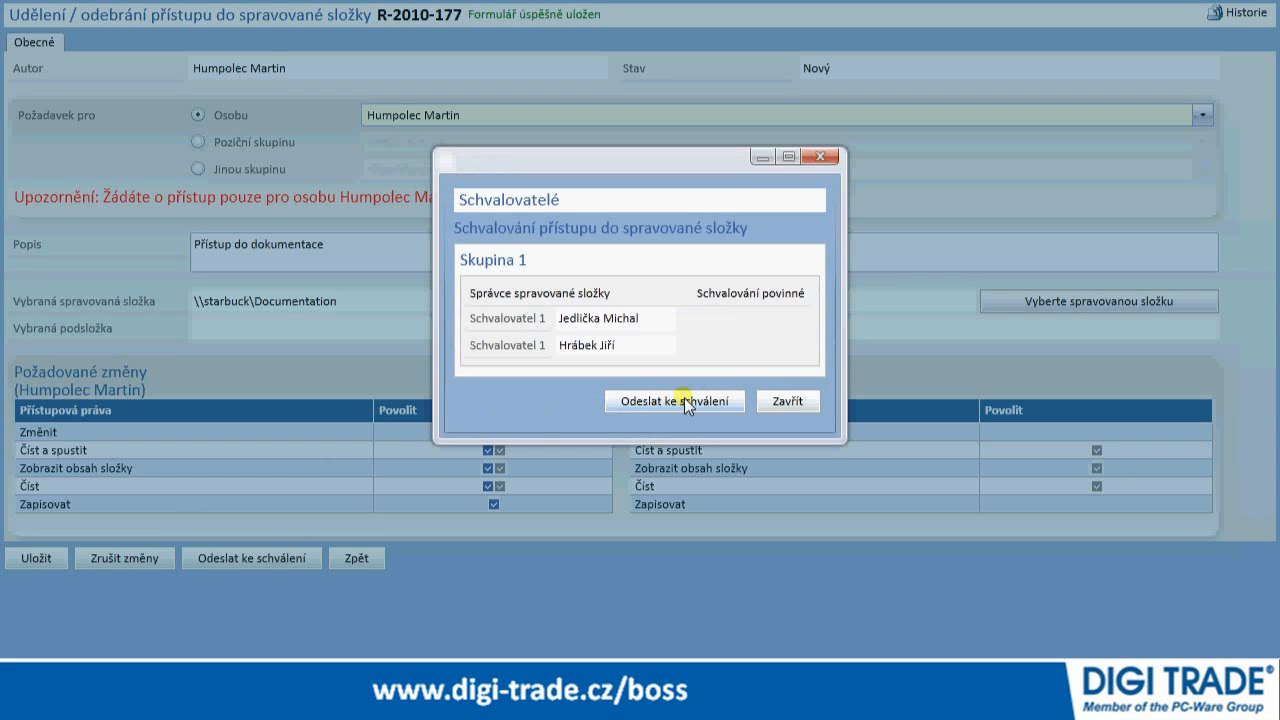 Udělení / odebrání přístupu do spravované složky R-2010-177 Formulář úspěšně uložen
Historie
Obecné
Autor Humpolec Martin Stav Nový
Požadavek pro Osobu Humpolec Martin
Poziční skupinu
Jinou skupinu
Upozornění: Žádáte o přístup pouze pro osobu Humpolec
Popis Přístup do dokumentace
Vybraná spravovaná složka \\starbuck\Documentation Vyberte spravovanou složku
Vybraná podsložka
Schvalovatelé
Schvalování přístupu do spravované složky
Skupina 1
Správce spravované složky Schvalování povinné
Schvalovatel 1 Jedlička Michal
Schvalovatel 1 Hrábek Jiří
Odeslat ke schválení Zavřít
Požadované změny
(Humpolec Martin)
Přístupová práva Povolit Povolit
Změnit
Číst a spustit Číst a spustit
Zobrazit obsah složky Zobrazit obsah složky
Číst Číst
Zapisovat Zapisovat
Uložit Zrušit změny Odeslat ke schválení Zpět
www.digi-trade.cz/boss
DIGI TRADE®
Member of the PC-Ware Group